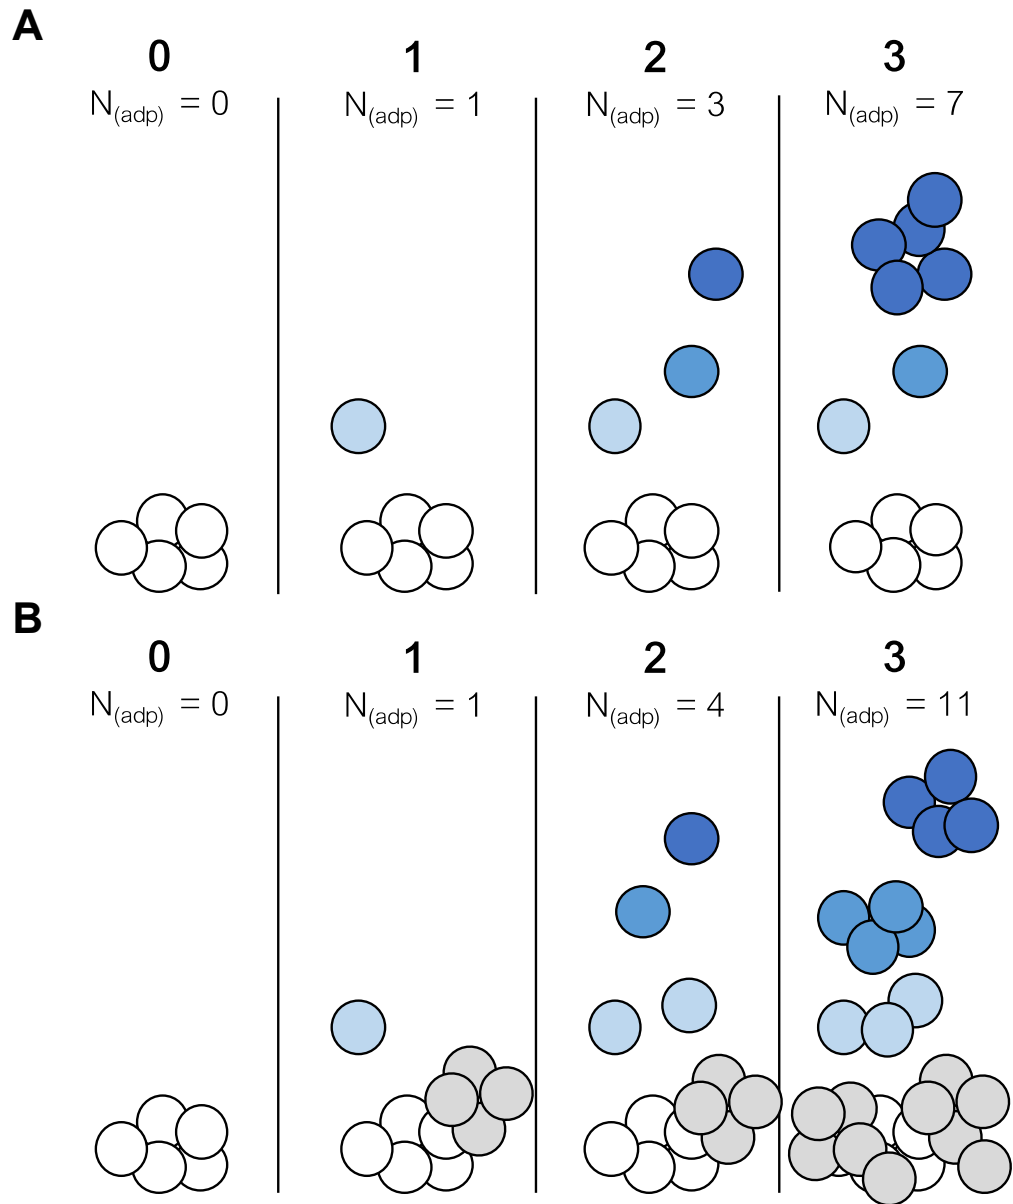 A
0 1 2 3
N(adp) = 0 N(adp) = 1 N(adp) = 3 N(adp) = 7
B
0 1 2 3
N(adp) = 0 N(adp) = 1 N(adp) = 4 N(adp) = 11